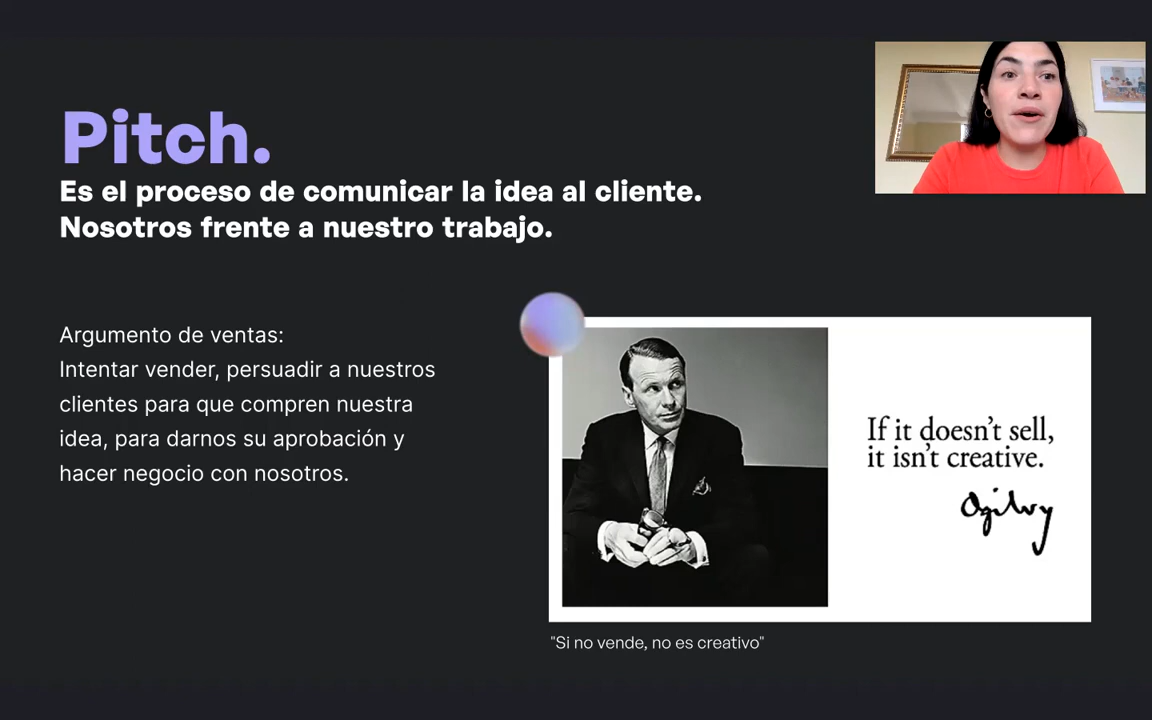 Pitch.
Es el proceso de comunicar la idea al cliente.
Nosotros frente a nuestro trabajo.
Argumento de ventas:
Intentar vender, persuadir a nuestros
clientes para que compren nuestra
idea, para darnos su aprobación y
hacer negocio con nosotros.
If it doesn't sell,
it isn't creative.
Ogilvy
"Si no vende, no es creativo"